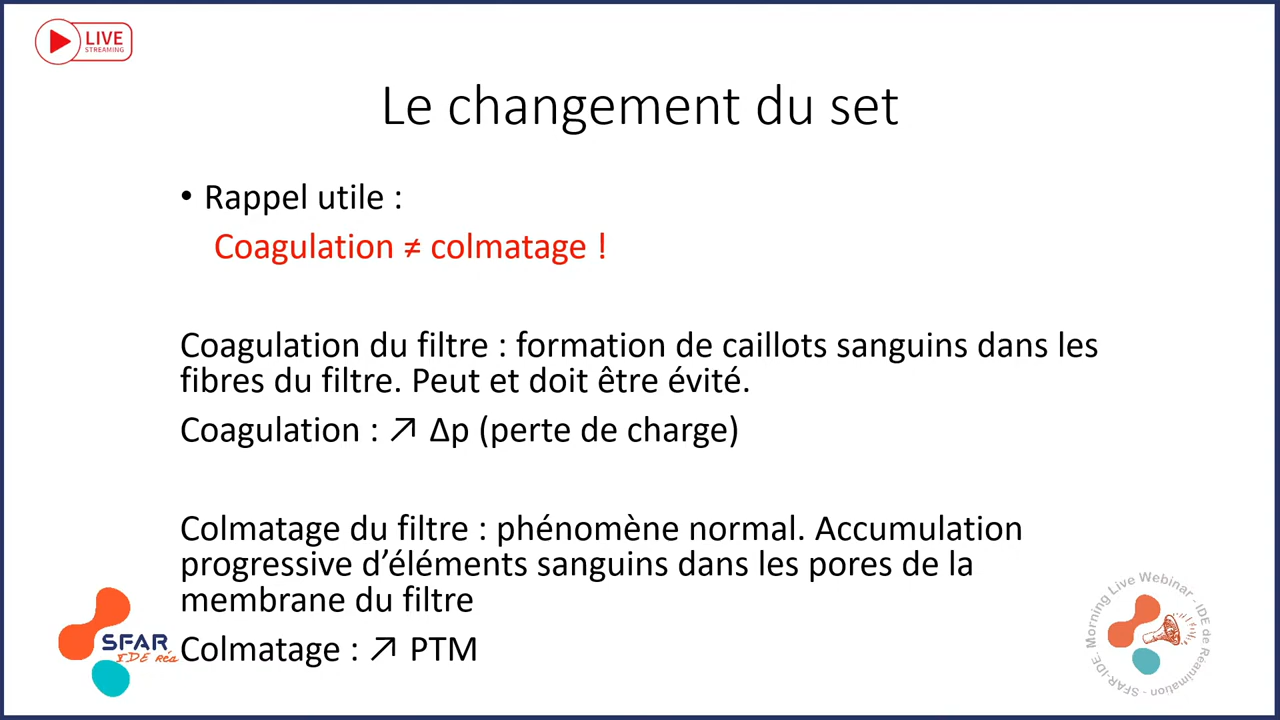 LIVE
STREAMING
Le changement du set
• Rappel utile :
Coagulation ≠ colmatage !
Coagulation du filtre : formation de caillots sanguins dans les
fibres du filtre. Peut et doit être évité.
Coagulation : ↗ Δp (perte de charge)
Colmatage du filtre : phénomène normal. Accumulation
progressive d’éléments sanguins dans les pores de la
membrane du filtre
Colmatage : ↗ PTM
SFAR
IDE Réa
Morning Live Webinar - IDE de Réanimation - SFAR-IDE-